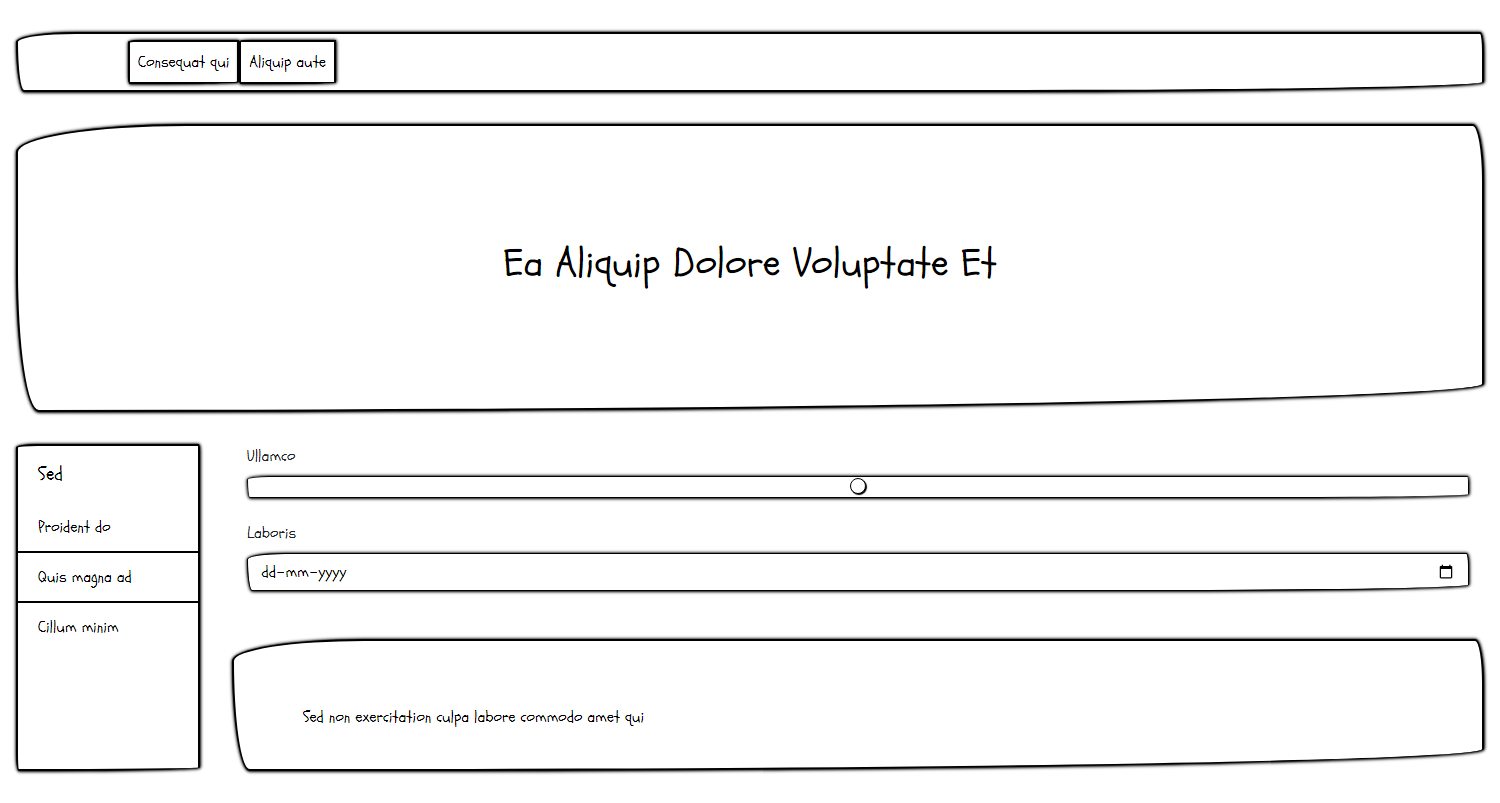 Consequat qui
Aliquip aute
Ea Aliquip Dolore Voluptate Et
Sed
Proident do
Quis magna ad
Cillum minim
Ullamco
Laboris
dd-mm-yyyy
Sed non exercitation culpa labore commodo amet qui